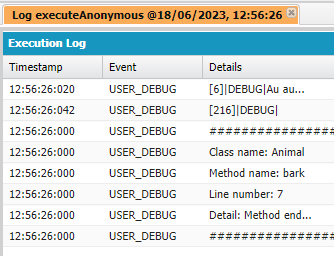 Log executeAnonymous @18/06/2023, 12:56:26
Execution Log
Timestamp Event Details
12:56:26:020 USER_DEBUG [6]|DEBUG|Au au...
12:56:26:042 USER_DEBUG [216]|DEBUG|
12:56:26:000 USER_DEBUG ##################
12:56:26:000 USER_DEBUG Class name: Animal
12:56:26:000 USER_DEBUG Method name: bark
12:56:26:000 USER_DEBUG Line number: 7
12:56:26:000 USER_DEBUG Detail: Method end...
12:56:26:000 USER_DEBUG ##################